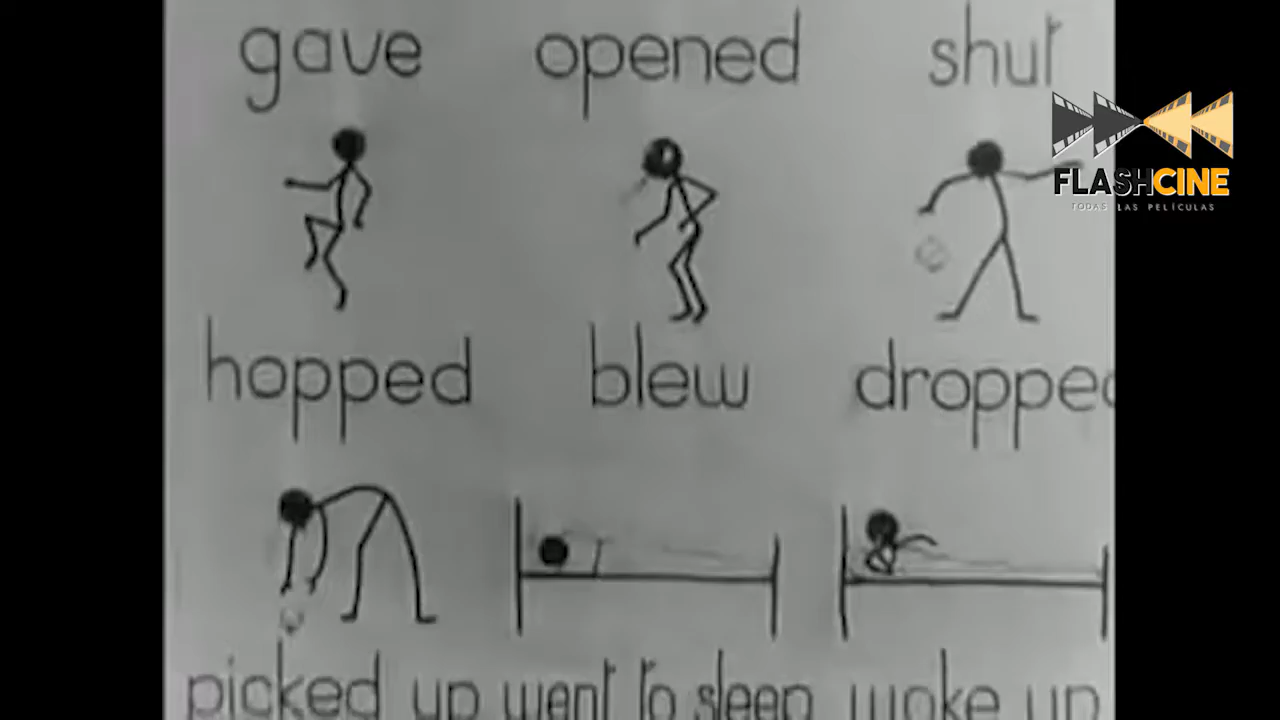 gave opened shut
FLASHCINE
TODAS LAS PELÍCULAS
hopped blew dropped
picked up went to sleep woke up